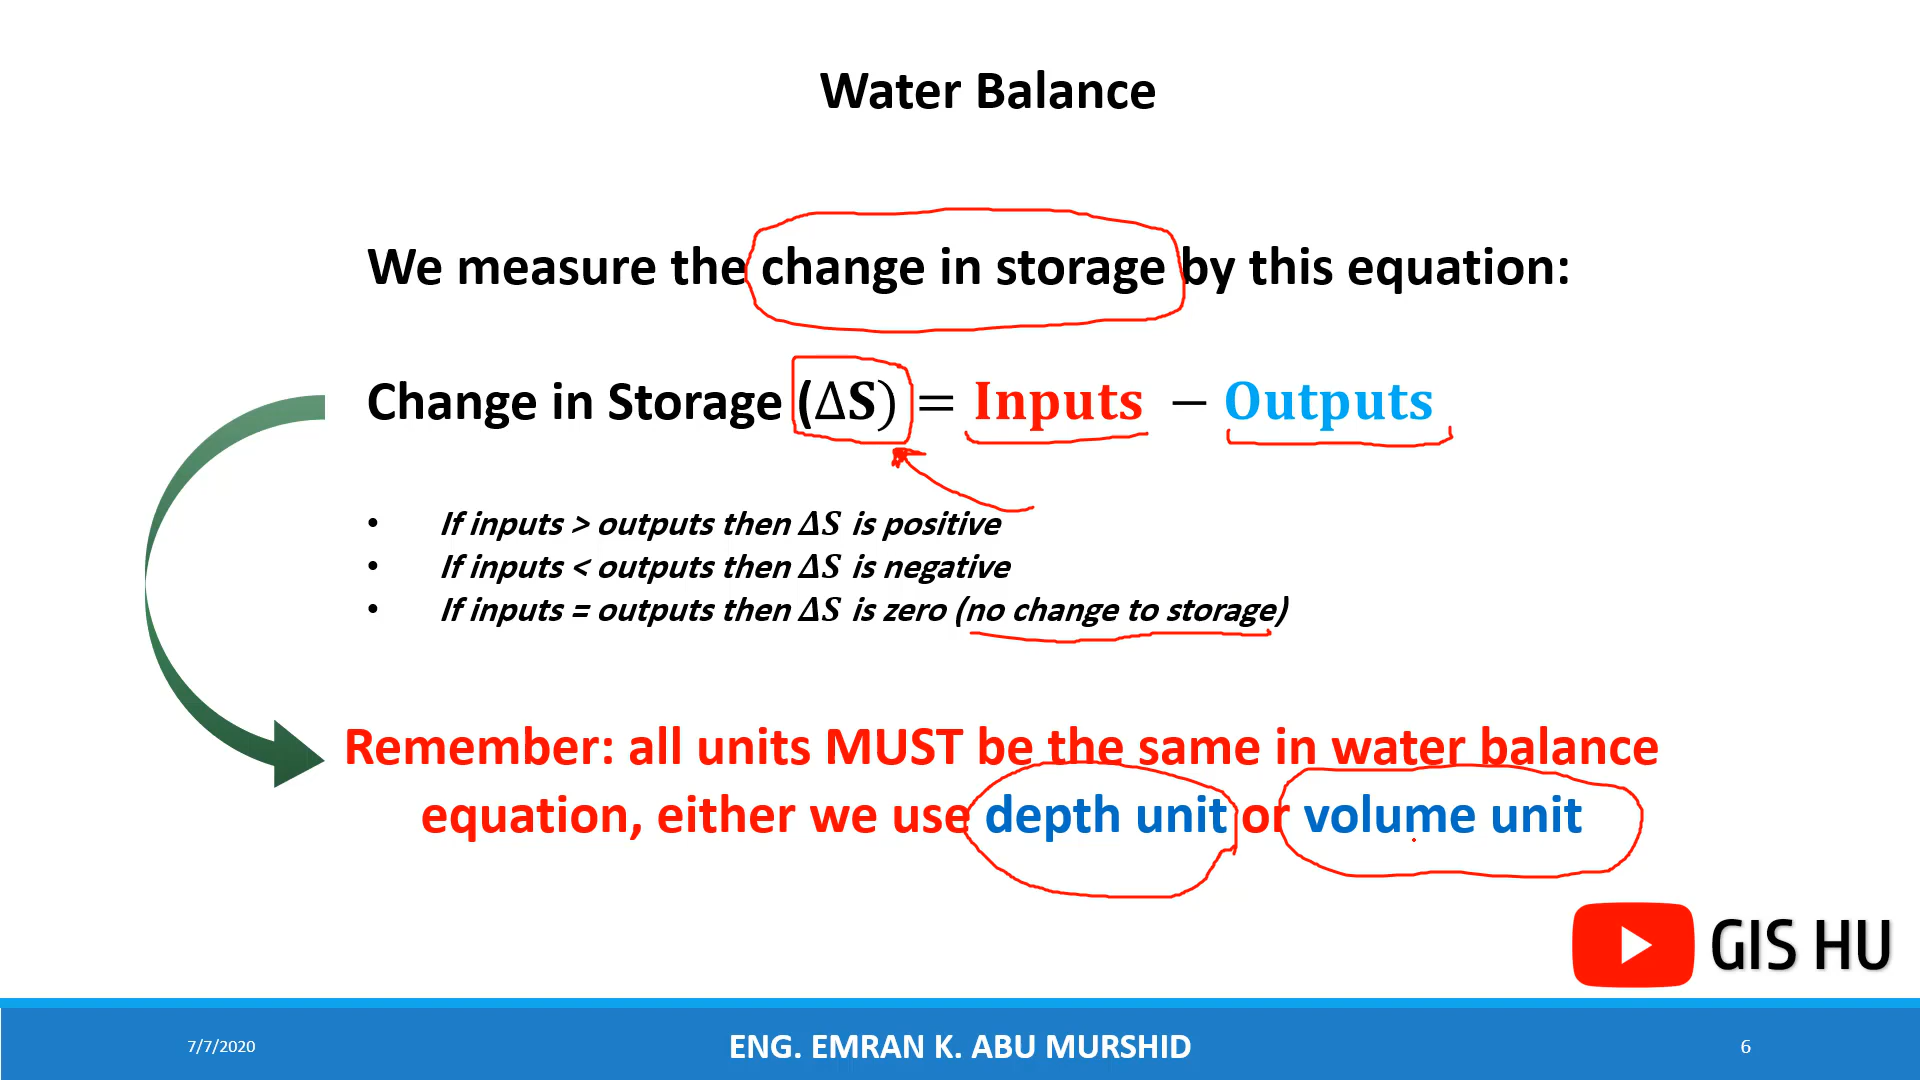 Water Balance
We measure the change in storage by this equation:
Change in Storage (ΔS) = Inputs − Outputs
• If inputs > outputs then ΔS is positive
• If inputs < outputs then ΔS is negative
• If inputs = outputs then ΔS is zero (no change to storage)
Remember: all units MUST be the same in water balance
equation, either we use depth unit or volume unit
GIS HU
7/7/2020
ENG. EMRAN K. ABU MURSHID
6